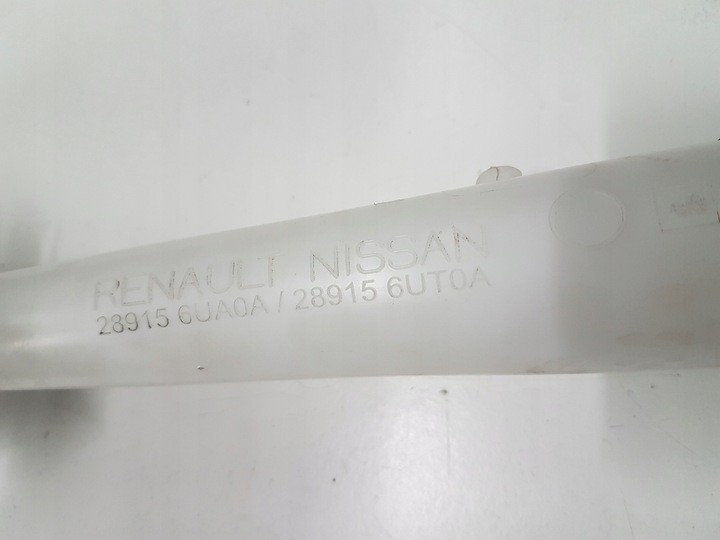 RENAULT NISSAN
28915 6UA0A / 28915 6UT0A